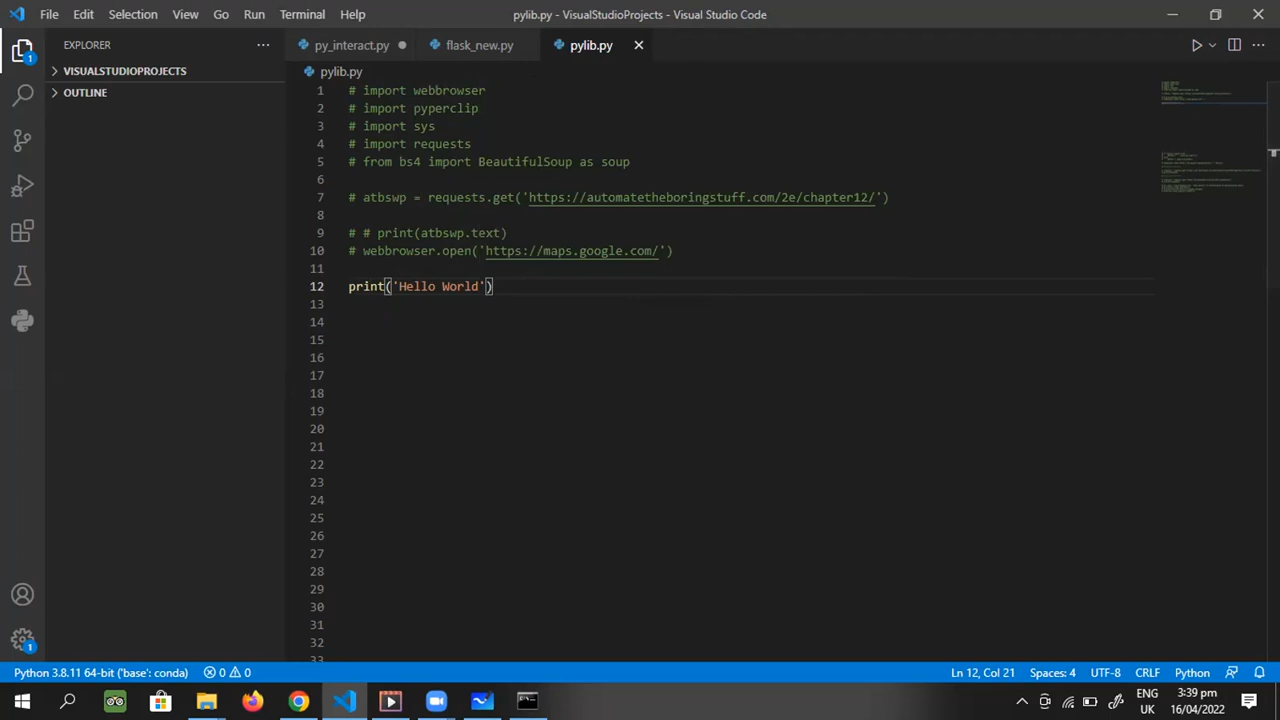 File Edit Selection View Go Run Terminal Help pylib.py - VisualStudioProjects - Visual Studio Code
EXPLORER
py_interact.py flask_new.py pylib.py
VISUALSTUDIOPROJECTS
OUTLINE
1
1
pylib.py
1 # import webbrowser
2 # import pyperclip
3 # import sys
4 # import requests
5 # from bs4 import BeautifulSoup as soup
6
7 # atbswp = requests.get('https://automatetheboringstuff.com/2e/chapter12/')
8
9 # # print(atbswp.text)
10 # webbrowser.open('https://maps.google.com/')
11
12 print('Hello World')
13
14
15
16
17
18
19
20
21
22
23
24
25
26
27
28
29
30
31
32
33
Python 3.8.11 64-bit ('base': conda) 0 0 Ln 12, Col 21 Spaces: 4 UTF-8 CRLF Python
ENG
UK
3:39 pm
16/04/2022